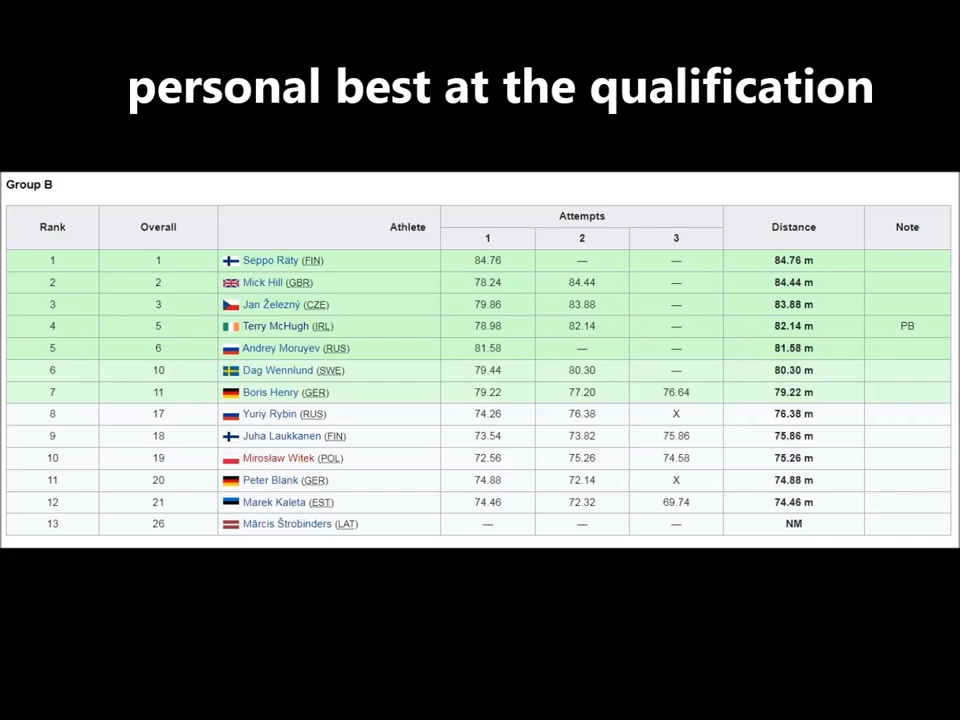 personal best at the qualification
Group B
Rank Overall Athlete Attempts Distance Note
1 2 3
1 1 Seppo Räty (FIN) 84.76 — — 84.76 m
2 2 Mick Hill (GBR) 78.24 84.44 — 84.44 m
3 3 Jan Železný (CZE) 79.86 83.88 — 83.88 m
4 5 Terry McHugh (IRL) 78.98 82.14 — 82.14 m PB
5 6 Andrey Moruyev (RUS) 81.58 — — 81.58 m
6 10 Dag Wennlund (SWE) 79.44 80.30 — 80.30 m
7 11 Boris Henry (GER) 79.22 77.20 76.64 79.22 m
8 17 Yuriy Rybin (RUS) 74.26 76.38 X 76.38 m
9 18 Juha Laukkanen (FIN) 73.54 73.82 75.86 75.86 m
10 19 Mirosław Witek (POL) 72.56 75.26 74.58 75.26 m
11 20 Peter Blank (GER) 74.88 72.14 X 74.88 m
12 21 Marek Kaleta (EST) 74.46 72.32 69.74 74.46 m
13 26 Mārcis Štrobinders (LAT) — — — NM